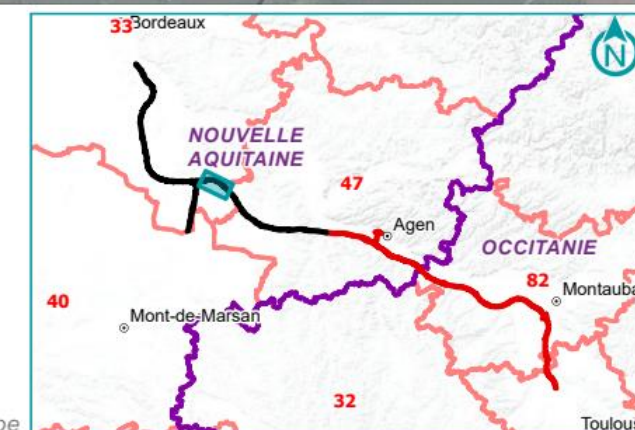 33 Bordeaux
N
NOUVELLE
AQUITAINE
47
Agen
OCCITANIE
82
Montauba
40
Mont-de-Marsan
32
Toulous